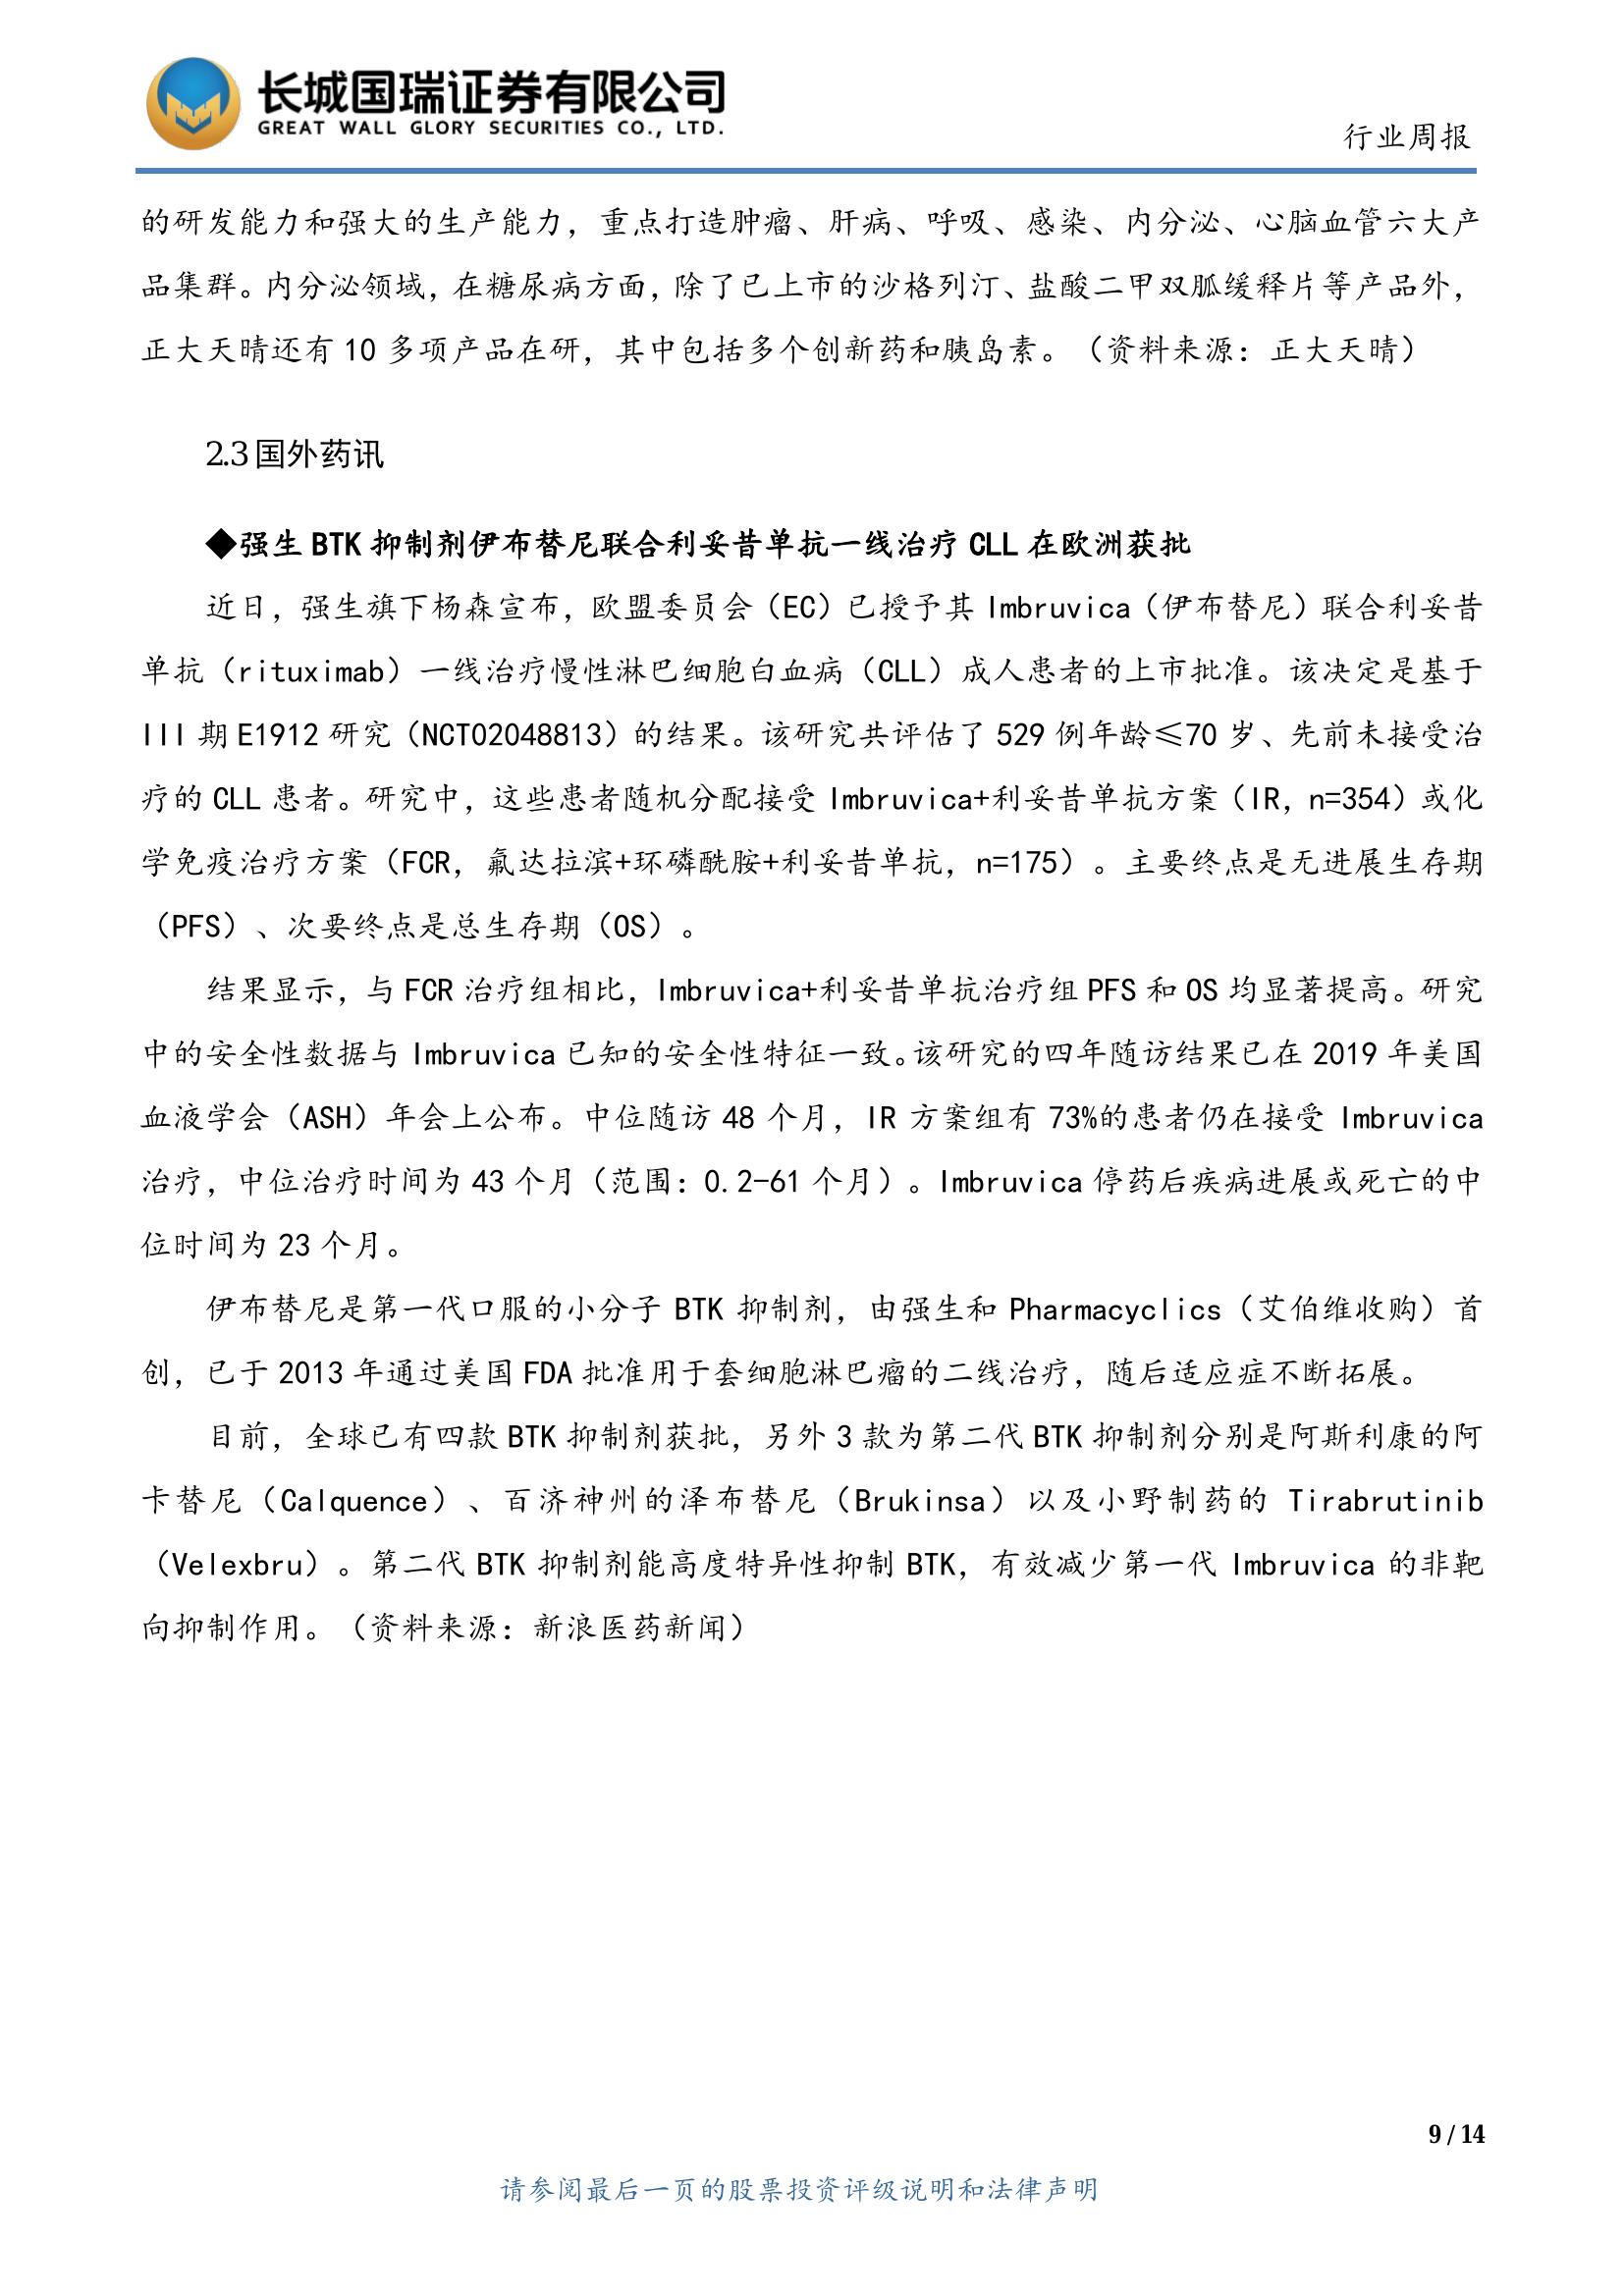 长城国瑞证券有限公司
GREAT WALL GLORY SECURITIES CO., LTD.
行业周报
的研发能力和强大的生产能力，重点打造肿瘤、肝病、呼吸、感染、内分泌、心脑血管六大产
品集群。内分泌领域，在糖尿病方面，除了已上市的沙格列汀、盐酸二甲双胍缓释片等产品外，
正大天晴还有 10 多项产品在研，其中包括多个创新药和胰岛素。（资料来源：正大天晴）
2.3 国外药讯
◆强生 BTK 抑制剂伊布替尼联合利妥昔单抗一线治疗 CLL 在欧洲获批
近日，强生旗下杨森宣布，欧盟委员会（EC）已授予其 Imbruvica（伊布替尼）联合利妥昔
单抗（rituximab）一线治疗慢性淋巴细胞白血病（CLL）成人患者的上市批准。该决定是基于
III 期 E1912 研究（NCT02048813）的结果。该研究共评估了 529 例年龄≤70 岁、先前未接受治
疗的 CLL 患者。研究中，这些患者随机分配接受 Imbruvica+利妥昔单抗方案（IR，n=354）或化
学免疫治疗方案（FCR，氟达拉滨+环磷酰胺+利妥昔单抗，n=175）。主要终点是无进展生存期
（PFS）、次要终点是总生存期（OS）。
结果显示，与 FCR 治疗组相比，Imbruvica+利妥昔单抗治疗组 PFS 和 OS 均显著提高。研究
中的安全性数据与 Imbruvica 已知的安全性特征一致。该研究的四年随访结果已在 2019 年美国
血液学会（ASH）年会上公布。中位随访 48 个月，IR 方案组有 73%的患者仍在接受 Imbruvica
治疗，中位治疗时间为 43 个月（范围：0.2-61 个月）。Imbruvica 停药后疾病进展或死亡的中
位时间为 23 个月。
伊布替尼是第一代口服的小分子 BTK 抑制剂，由强生和 Pharmacyclics（艾伯维收购）首
创，已于 2013 年通过美国 FDA 批准用于套细胞淋巴瘤的二线治疗，随后适应症不断拓展。
目前，全球已有四款 BTK 抑制剂获批，另外 3 款为第二代 BTK 抑制剂分别是阿斯利康的阿
卡替尼（Calquence）、百济神州的泽布替尼（Brukinsa）以及小野制药的 Tirabrutinib
（Velexbru）。第二代 BTK 抑制剂能高度特异性抑制 BTK，有效减少第一代 Imbruvica 的非靶
向抑制作用。（资料来源：新浪医药新闻）
9 / 14
请参阅最后一页的股票投资评级说明和法律声明